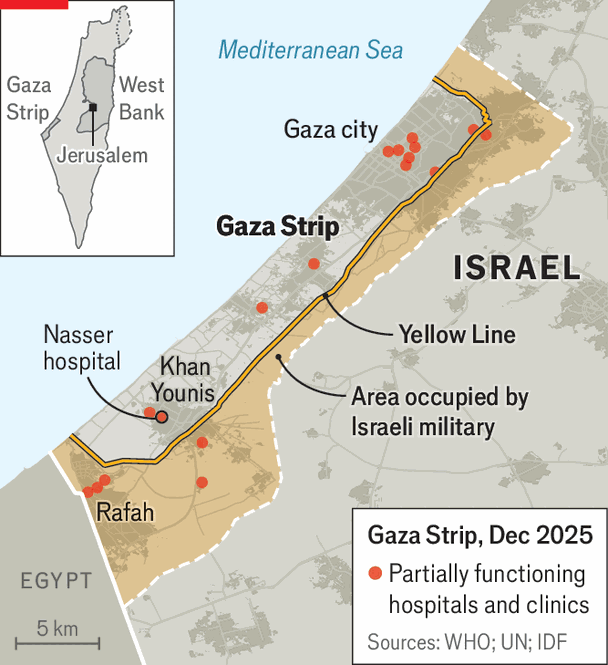 Mediterranean Sea
Gaza
Strip
West
Bank
Jerusalem
Gaza city
Gaza Strip
ISRAEL
Yellow Line
Nasser
hospital
Khan
Younis
Area occupied by
Israeli military
Rafah
EGYPT
5 km
Gaza Strip, Dec 2025
Partially functioning
hospitals and clinics
Sources: WHO; UN; IDF